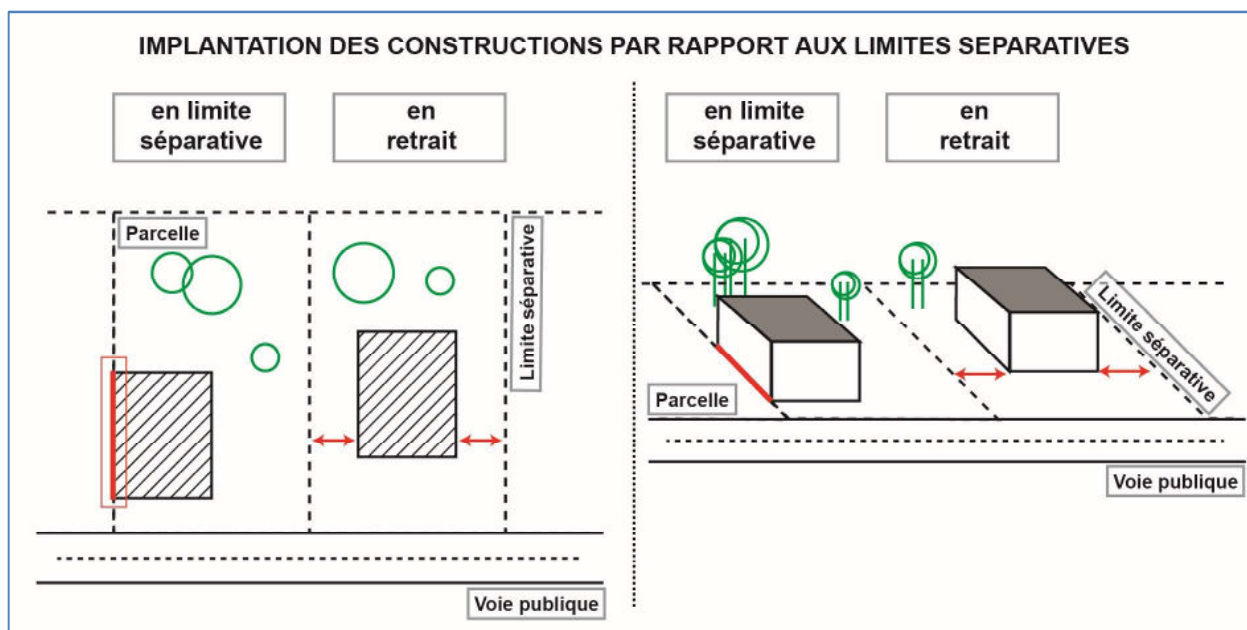 IMPLANTATION DES CONSTRUCTIONS PAR RAPPORT AUX LIMITES SEPARATIVES
en limite
séparative
en
retrait
Parcelle
Limite séparative
Voie publique
en limite
séparative
en
retrait
Limite séparative
Parcelle
Voie publique